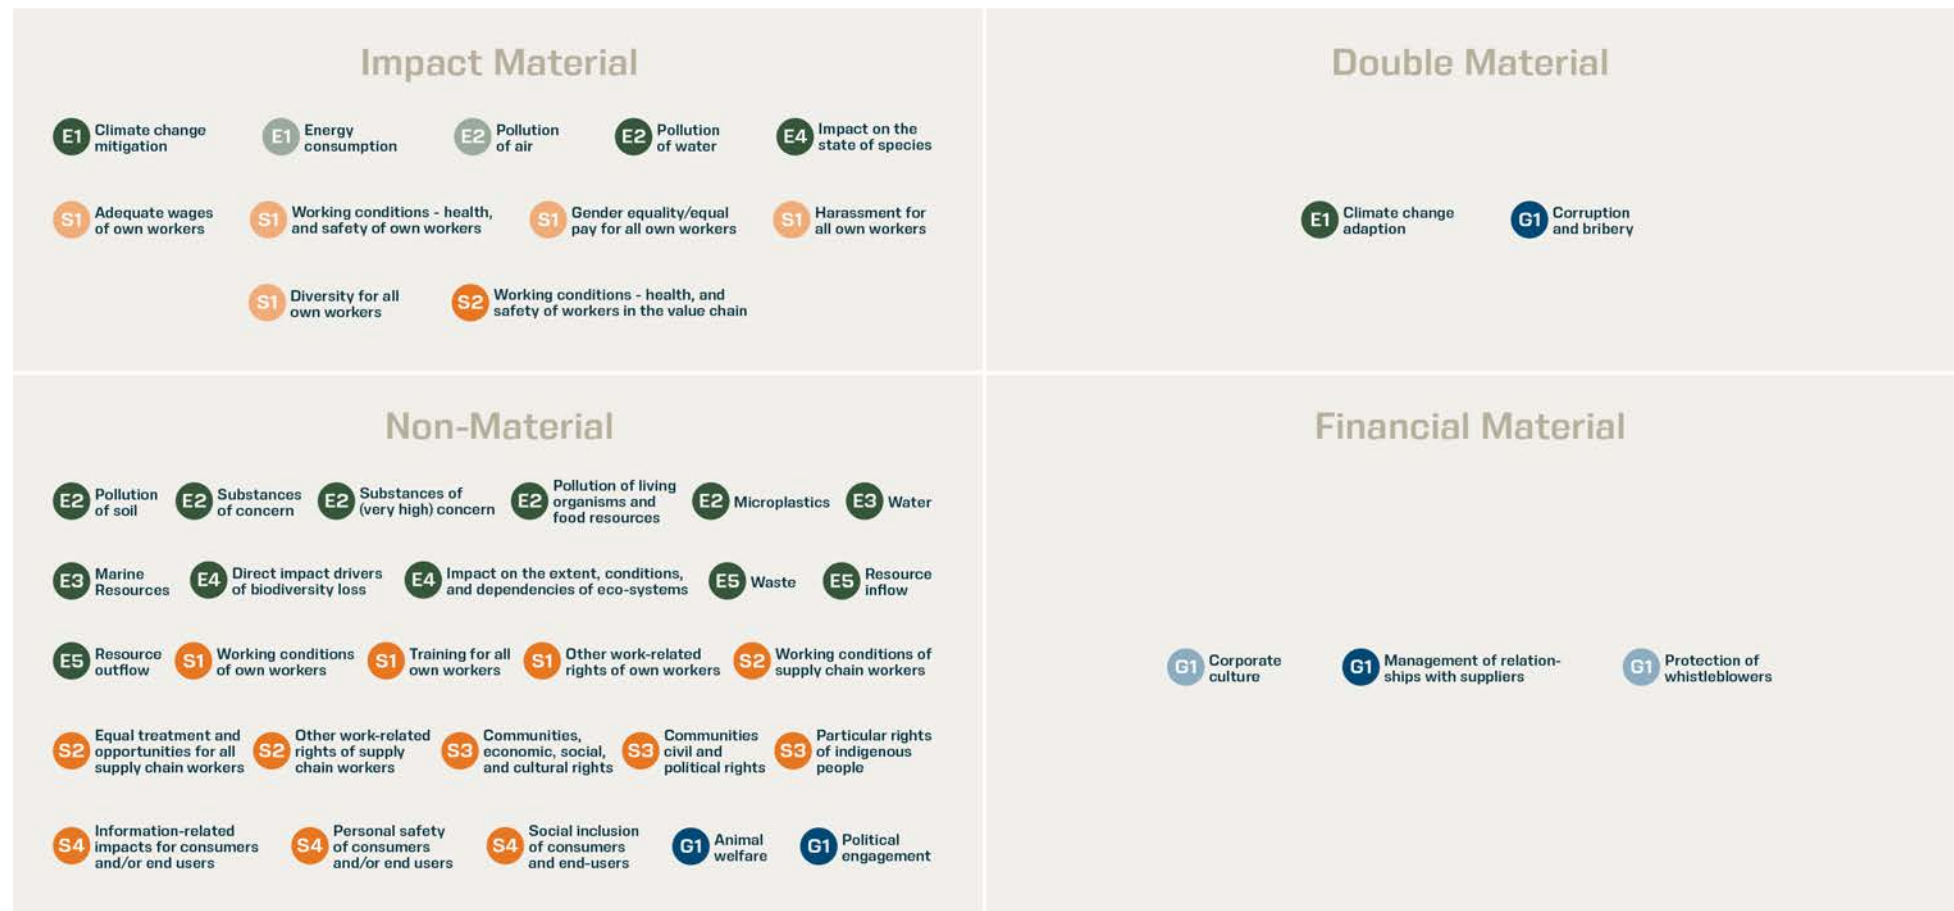 Impact Material
E1 Climate change
mitigation
E1 Energy
consumption
E2 Pollution
of air
E2 Pollution
of water
E4 Impact on the
state of species
S1 Adequate wages
of own workers
S1 Working conditions - health,
and safety of own workers
S1 Gender equality/equal
pay for all own workers
S1 Harassment for
all own workers
S1 Diversity for all
own workers
S2 Working conditions - health, and
safety of workers in the value chain
Double Material
E1 Climate change
adaption
G1 Corruption
and bribery
Non-Material
E2 Pollution
of soil
E2 Substances
of concern
E2 Substances of
(very high) concern
E2 Pollution of living
organisms and
food resources
E2 Microplastics
E3 Water
E3 Marine
Resources
E4 Direct impact drivers
of biodiversity loss
E4 Impact on the extent, conditions,
and dependencies of eco-systems
E5 Waste
E5 Resource
inflow
E5 Resource
outflow
S1 Working conditions
of own workers
S1 Training for all
own workers
S1 Other work-related
rights of own workers
S2 Working conditions of
supply chain workers
S2 Equal treatment and
opportunities for all
supply chain workers
S2 Other work-related
rights of supply
chain workers
S3 Communities,
economic, social,
and cultural rights
S3 Communities
civil and
political rights
S3 Particular rights
of indigenous
people
S4 Information-related
impacts for consumers
and/or end users
S4 Personal safety
of consumers
and/or end users
S4 Social inclusion
of consumers
and end-users
G1 Animal
welfare
G1 Political
engagement
Financial Material
G1 Corporate
culture
G1 Management of relation-
ships with suppliers
G1 Protection of
whistleblowers